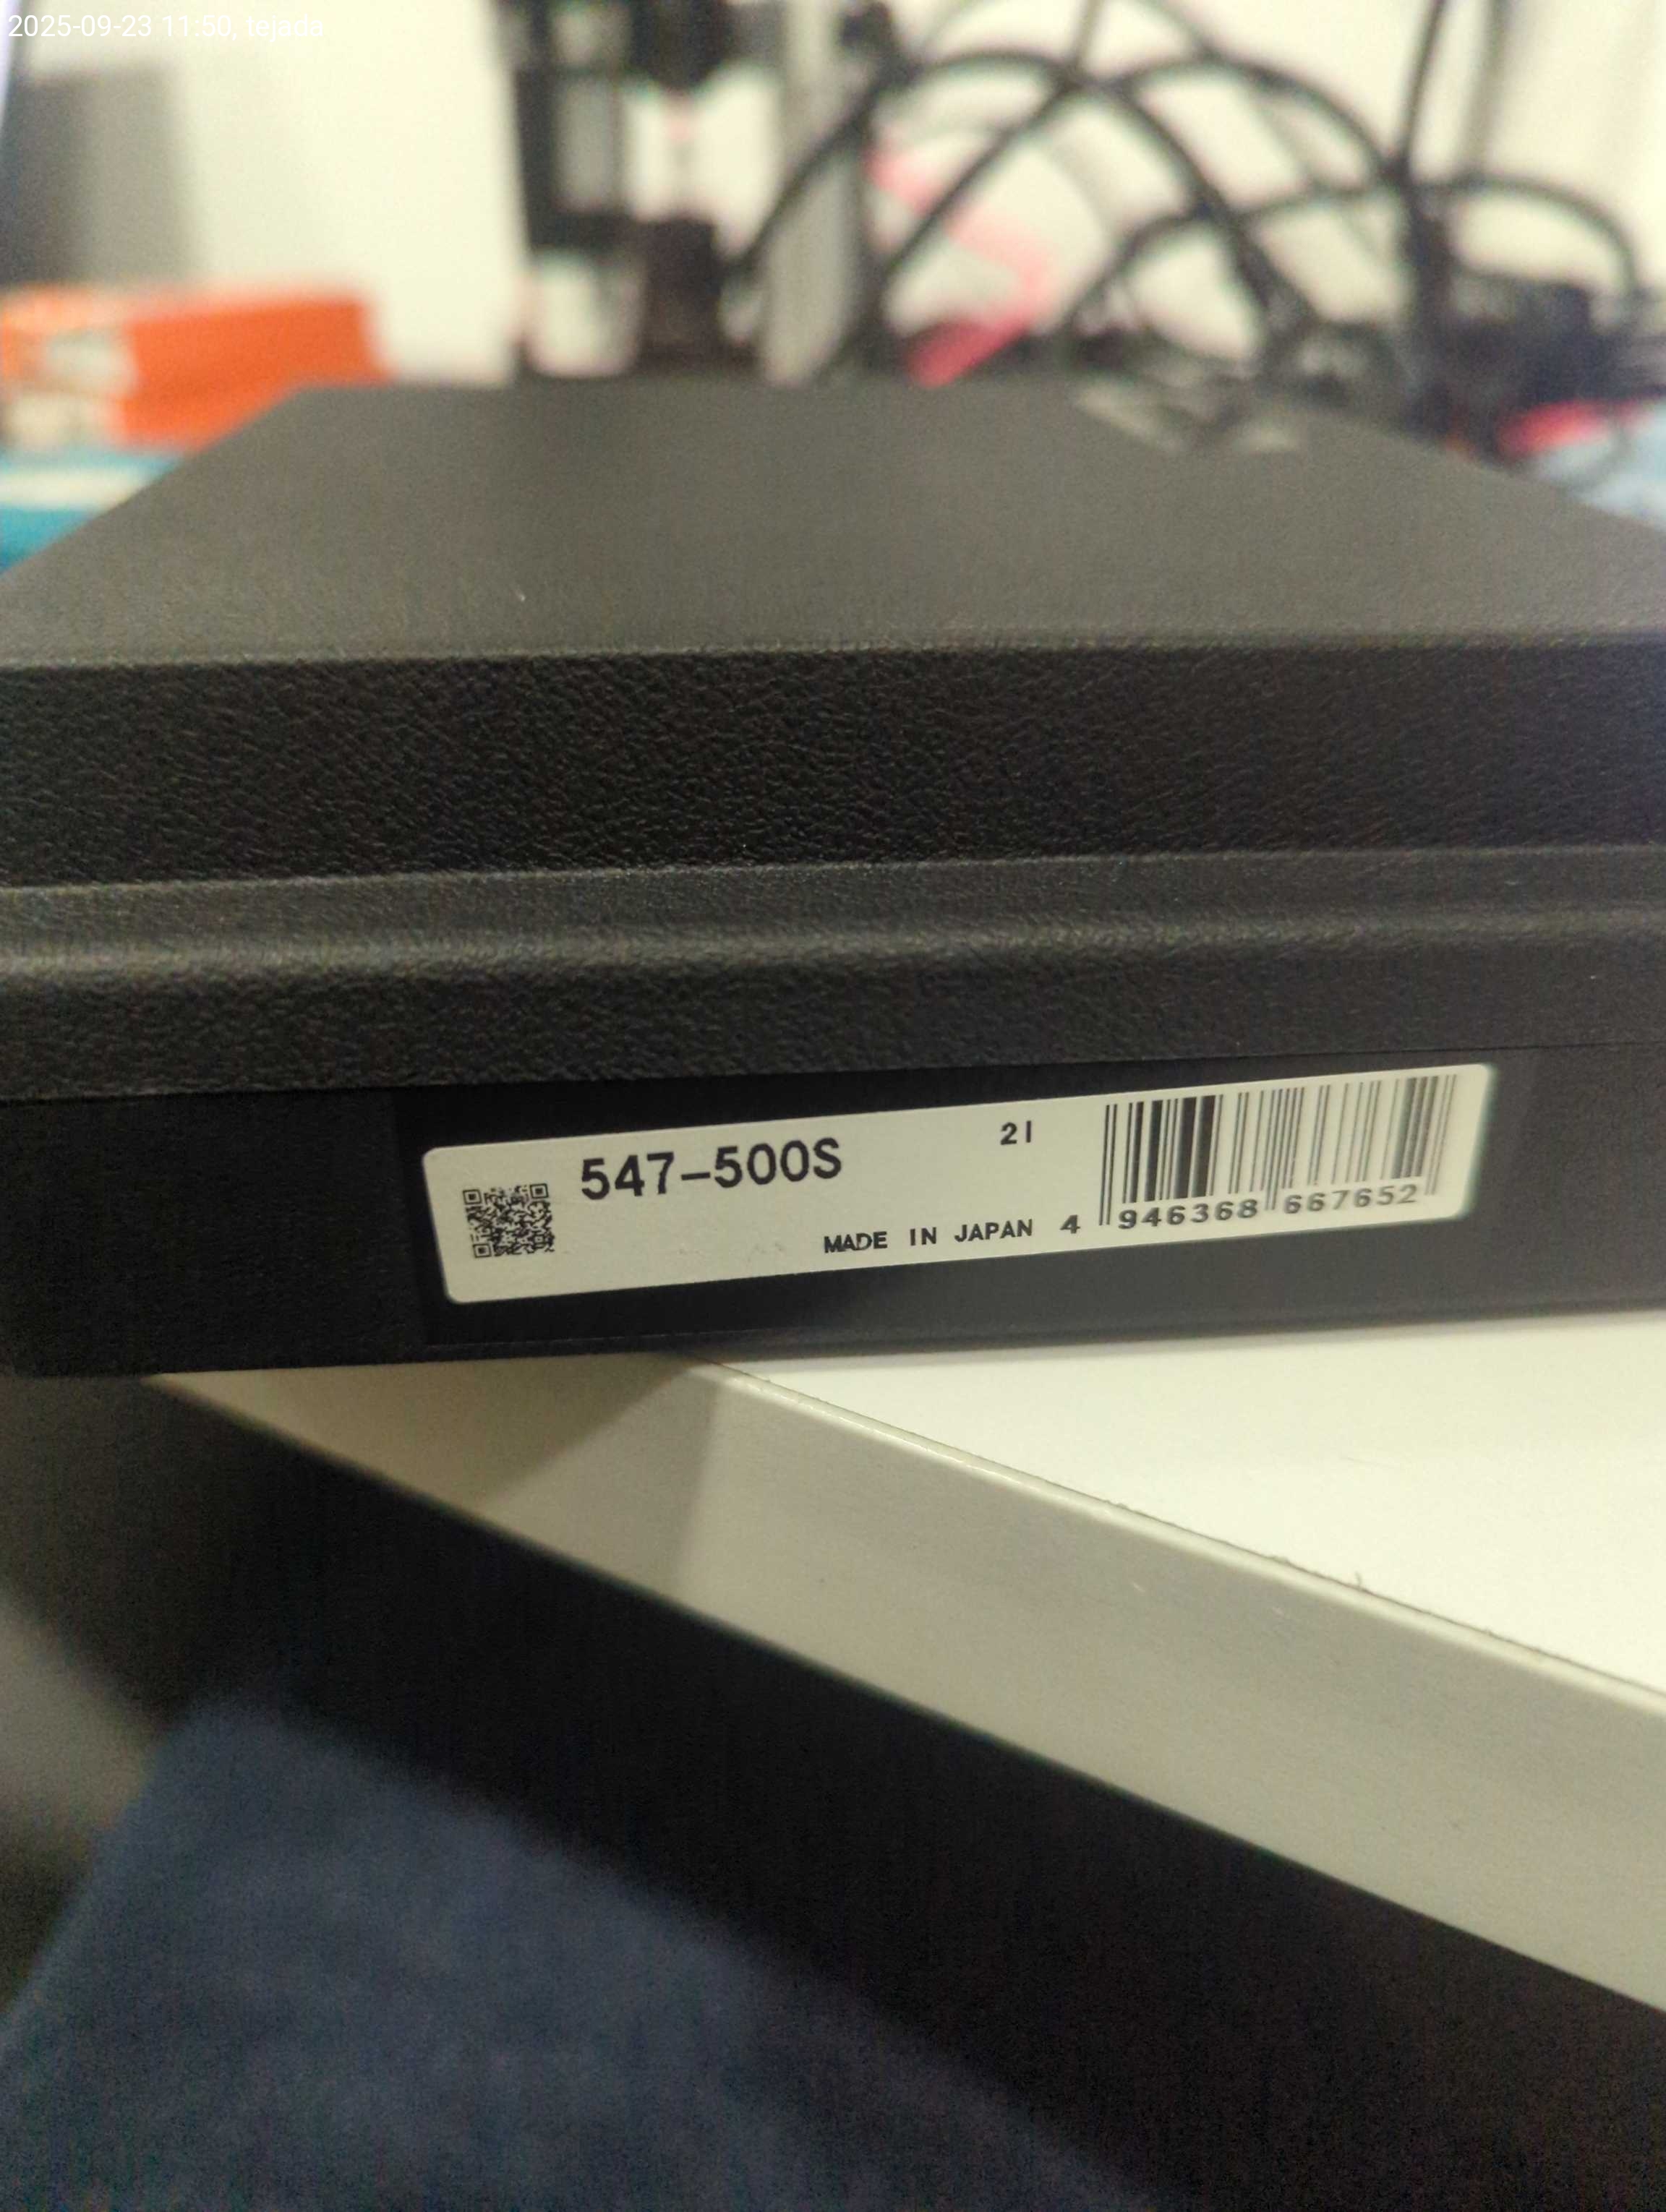 2025-09-23 11:50, tejada
547-500S
21
MADE IN JAPAN
4 946368 667652